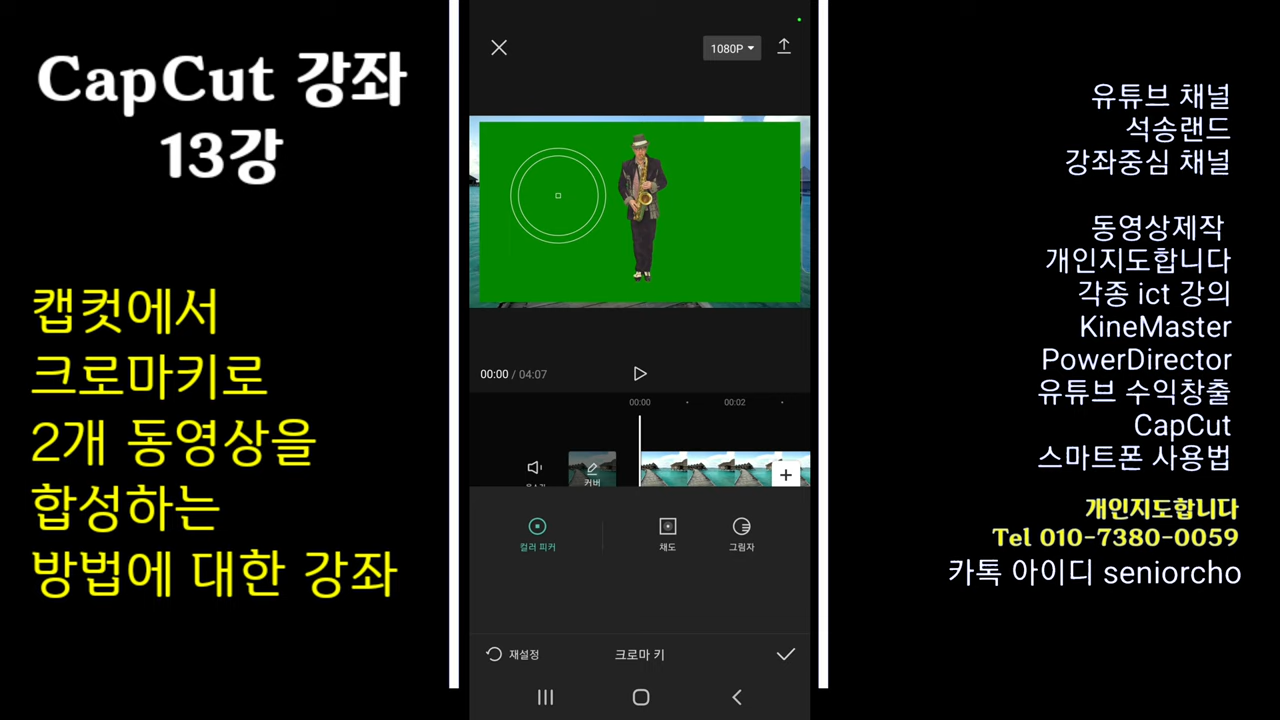 CapCut 강좌
13강
캡컷에서
크로마키로
2개 동영상을
합성하는
방법에 대한 강좌
1080P
00:00 / 04:07
00:00
00:02
커버
컬러 피커
채도
그림자
재설정
크로마 키
유튜브 채널
석송랜드
강좌중심 채널
동영상제작
개인지도합니다
각종 ict 강의
KineMaster
PowerDirector
유튜브 수익창출
CapCut
스마트폰 사용법
개인지도합니다
Tel 010-7380-0059
카톡 아이디 seniorcho